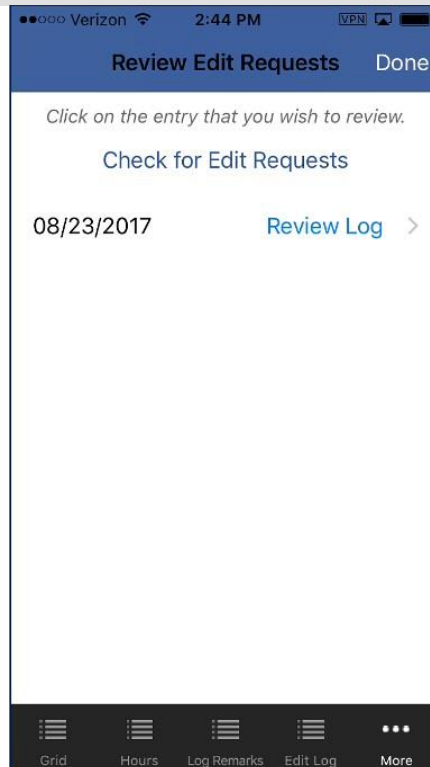 Verizon 2:44 PM VPN
Review Edit Requests Done
Click on the entry that you wish to review.
Check for Edit Requests
08/23/2017 Review Log >
Grid Hours Log Remarks Edit Log More